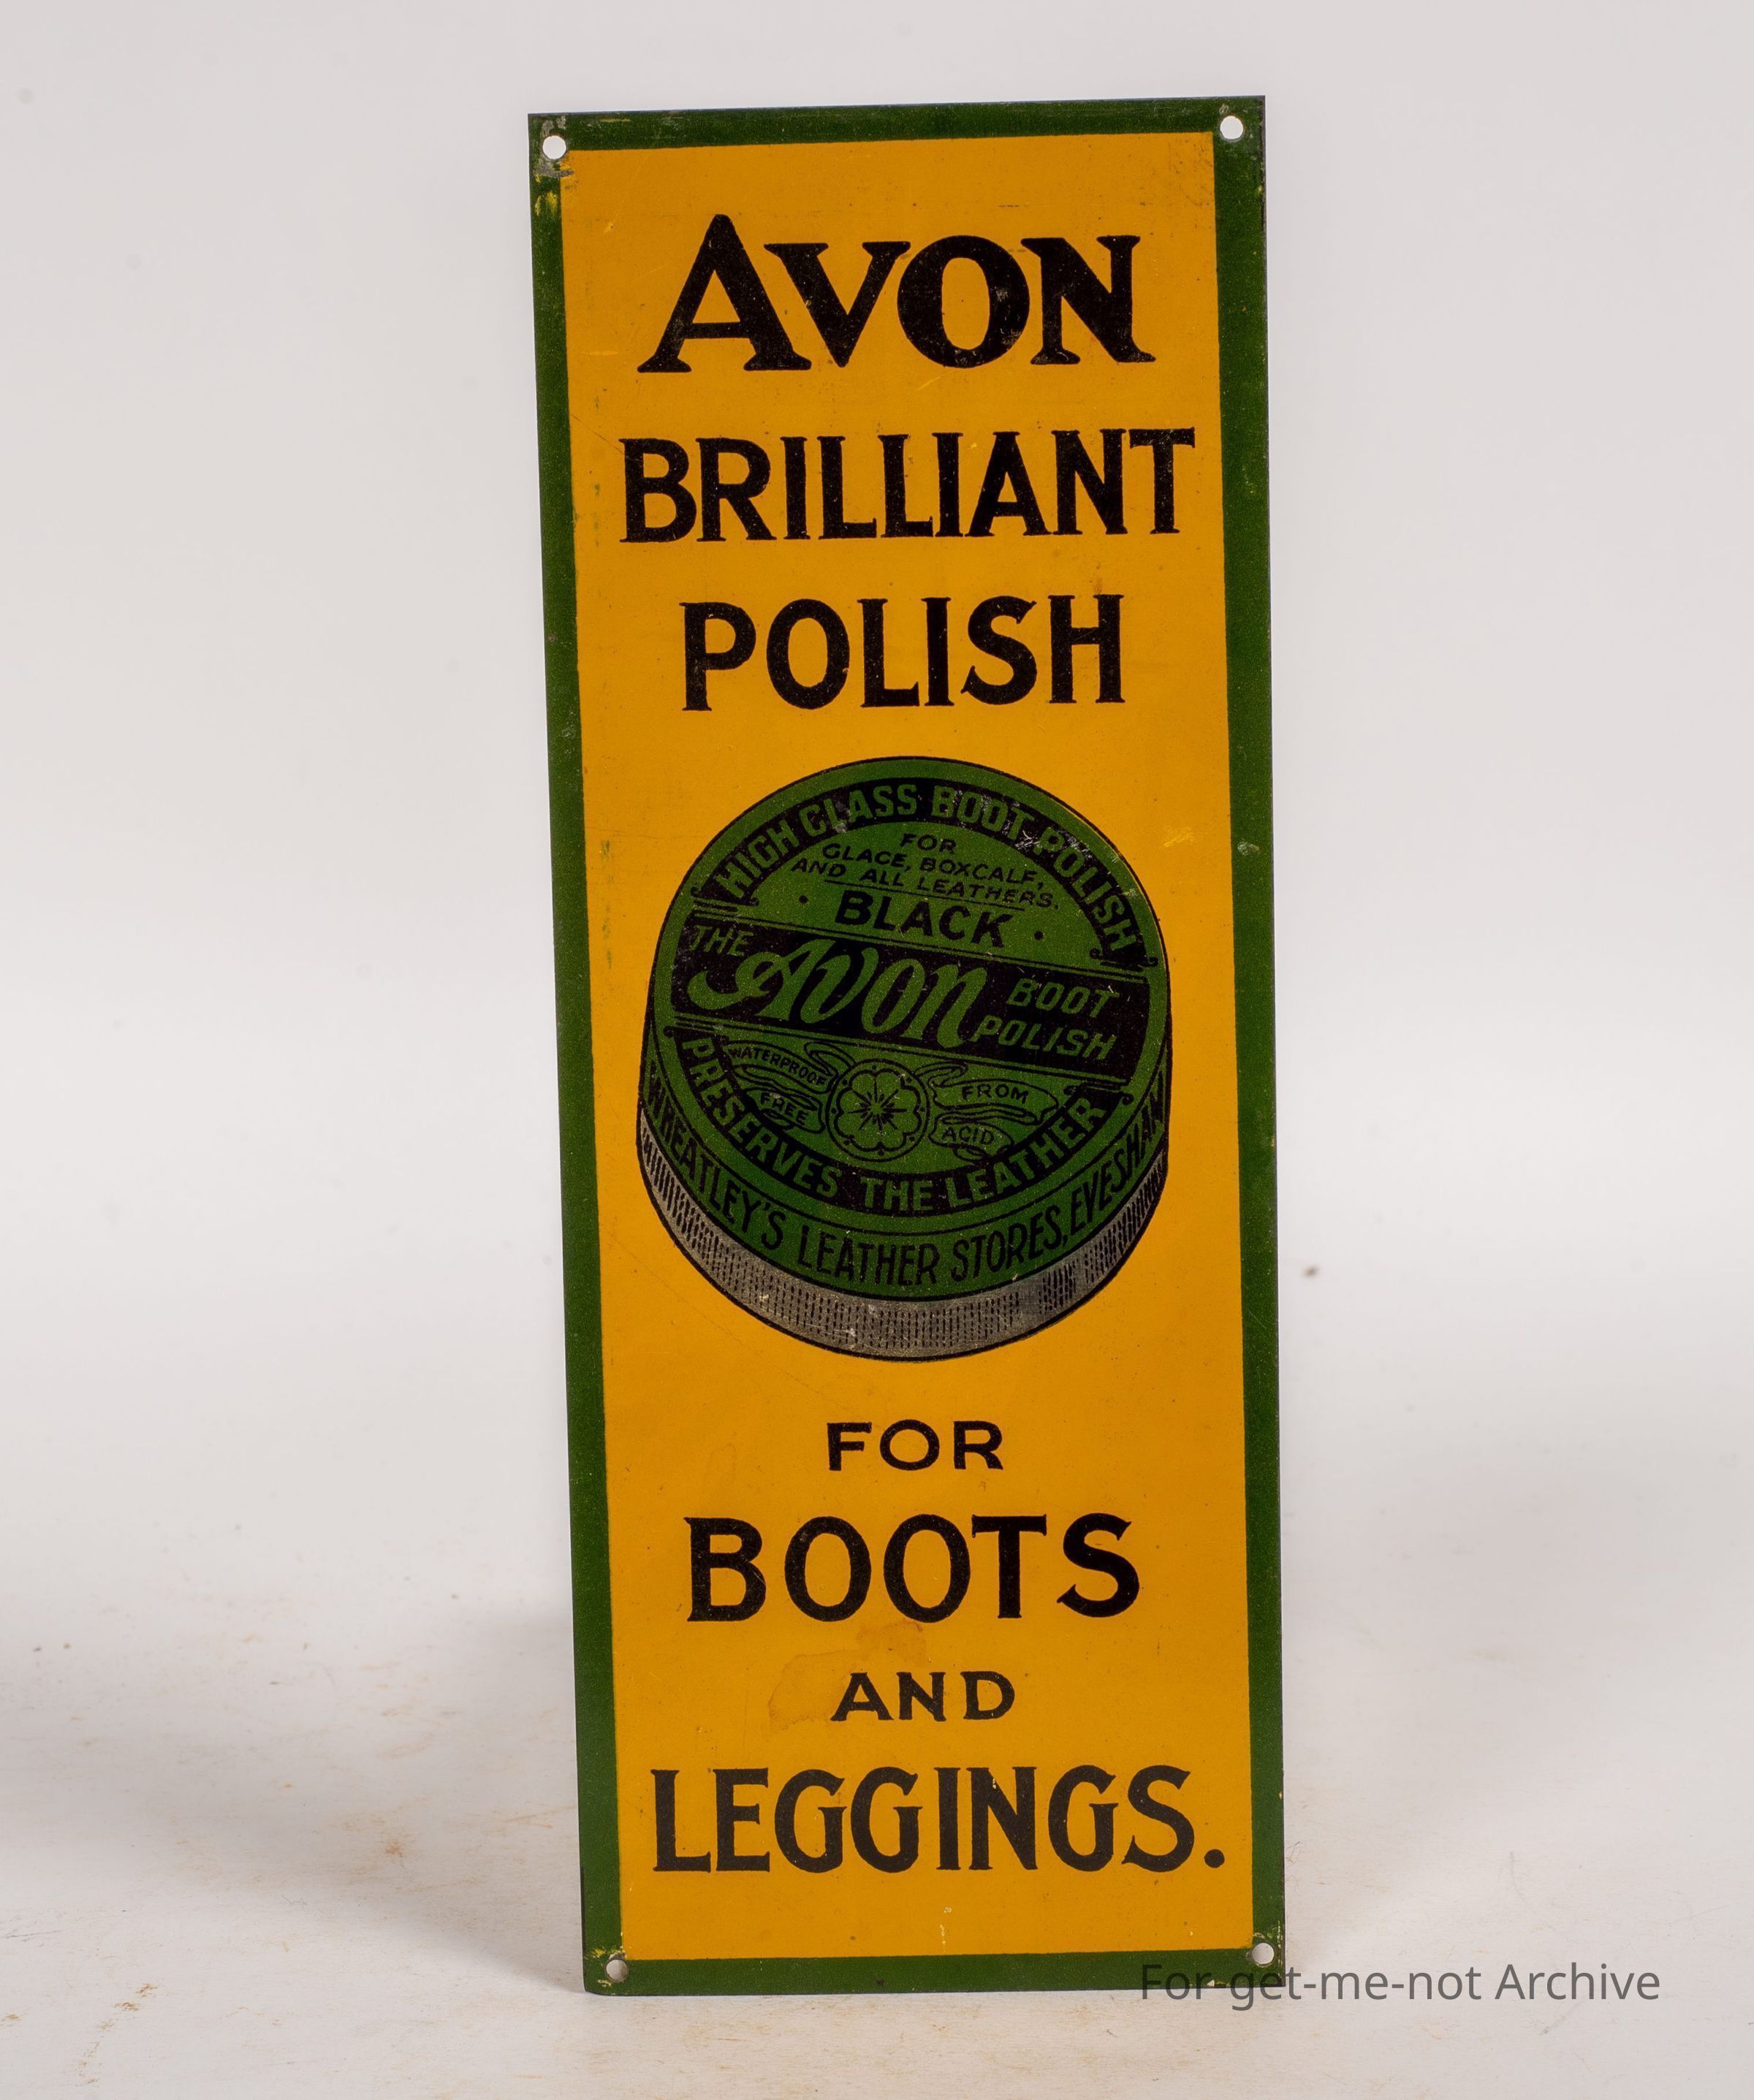 AVON
BRILLIANT
POLISH
HIGH CLASS BOOT POLISH
FOR
GLACE, BOXCALF,
AND ALL LEATHERS.
· BLACK ·
THE AVON BOOT POLISH
WATERPROOF
FREE
FROM
ACID
PRESERVES THE LEATHER
WHEATLEY'S LEATHER STORES, EVESHAM
FOR
BOOTS
AND
LEGGINGS.
For-get-me-not Archive